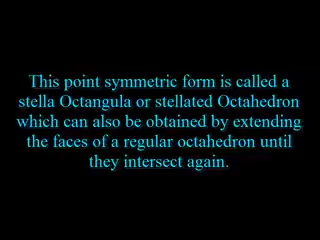 This point symmetric form is called a
stella Octangula or stellated Octahedron
which can also be obtained by extending
the faces of a regular octahedron until
they intersect again.